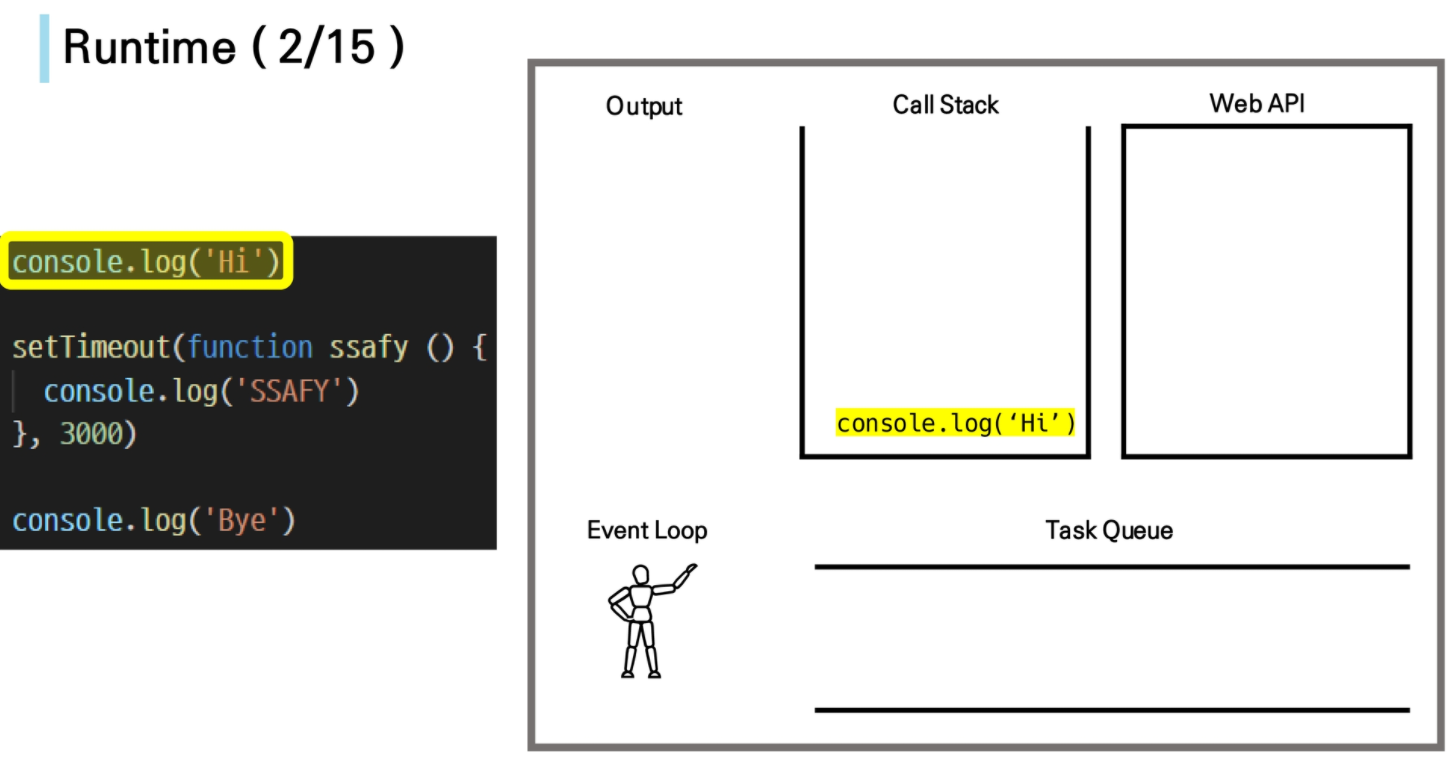 Runtime ( 2/15 )
console.log('Hi')
setTimeout(function ssafy () {
console.log('SSAFY')
}, 3000)
console.log('Bye')
Output
Call Stack
Web API
console.log(‘Hi’)
Event Loop
Task Queue